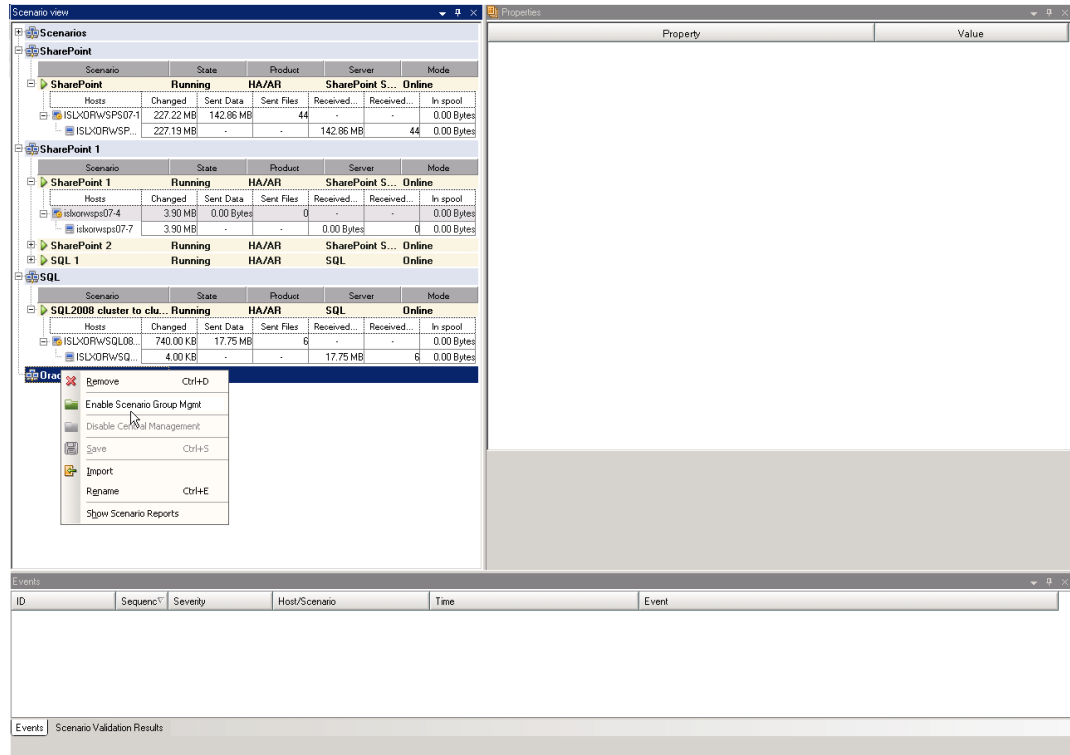 Scenario view
Scenarios
SharePoint
Scenario State Product Server Mode
SharePoint Running HA/AR SharePoint S... Online
Hosts Changed Sent Data Sent Files Received... Received... In spool
ISLXORWSPS07-1 227.22 MB 142.86 MB 44 - - 0.00 Bytes
ISLXORWSP... 227.19 MB - - 142.86 MB 44 0.00 Bytes
SharePoint 1
Scenario State Product Server Mode
SharePoint 1 Running HA/AR SharePoint S... Online
Hosts Changed Sent Data Sent Files Received... Received... In spool
islxorwsps07-4 3.90 MB 0.00 Bytes 0 - - 0.00 Bytes
islxorwsps07-7 3.90 MB - - 0.00 Bytes 0 0.00 Bytes
SharePoint 2 Running HA/AR SharePoint S... Online
SQL 1 Running HA/AR SQL Online
SQL
Scenario State Product Server Mode
SQL2008 cluster to clu... Running HA/AR SQL Online
Hosts Changed Sent Data Sent Files Received... Received... In spool
ISLXORWSQL08... 740.00 KB 17.75 MB 6 - - 0.00 Bytes
ISLXORWSQ... 4.00 KB - - 17.75 MB 6 0.00 Bytes
Remove Ctrl+D
Enable Scenario Group Mgmt
Disable Central Management
Save Ctrl+S
Import
Rename Ctrl+E
Show Scenario Reports
Properties
Property Value
Events
ID Sequenc Severity Host/Scenario Time Event
Events Scenario Validation Results